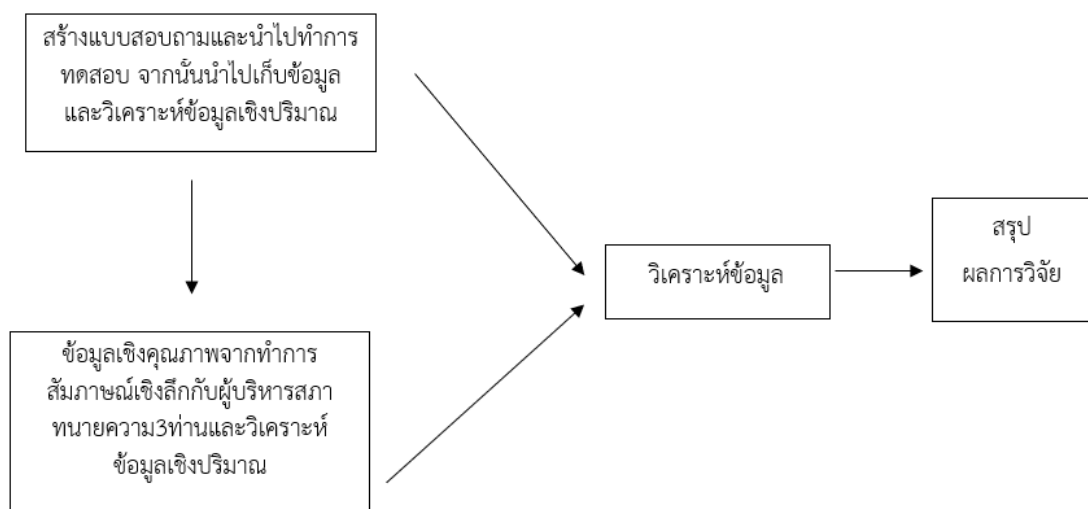 สร้างแบบสอบถามและนำไปทำการ
ทดสอบ จากนั้นนำไปเก็บข้อมูล
และวิเคราะห์ข้อมูลเชิงปริมาณ
ข้อมูลเชิงคุณภาพจากทำการ
สัมภาษณ์เชิงลึกกับผู้บริหารสภา
ทนายความ3ท่านและวิเคราะห์
ข้อมูลเชิงปริมาณ
วิเคราะห์ข้อมูล
สรุป
ผลการวิจัย